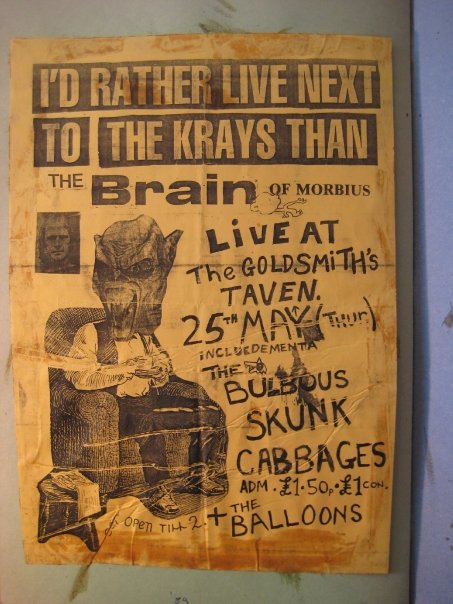 I'D RATHER LIVE NEXT
TO THE KRAYS THAN
THE Brain OF MORBIUS
LIVE AT
The GOLDSMITH'S
TAVEN.
25TH MAY (THUR)
INCLUDEMENTA
THE
BULBOUS
SKUNK
CABBAGES
ADM. £1·50p·£1 CON.
OPEN TILL 2. + THE
BALLOONS